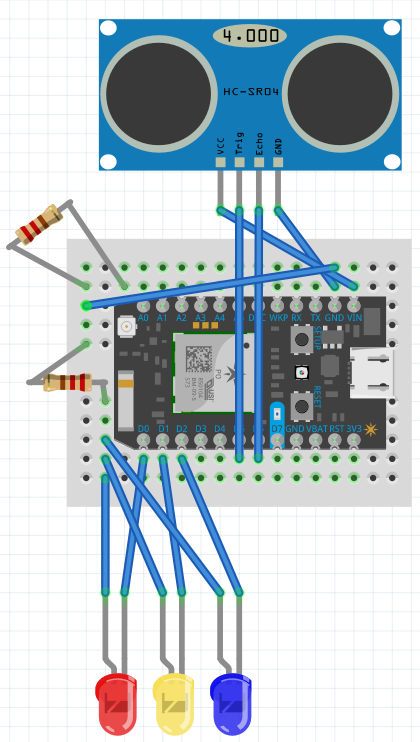 4.000
HC-SR04
VCC Trig Echo GND
A0 A1 A2 A3 A4 WKP RX TX GND VIN
SETUP
RESET
D0 D1 D2 D3 D4 D7 GND VBAT RST 3V3